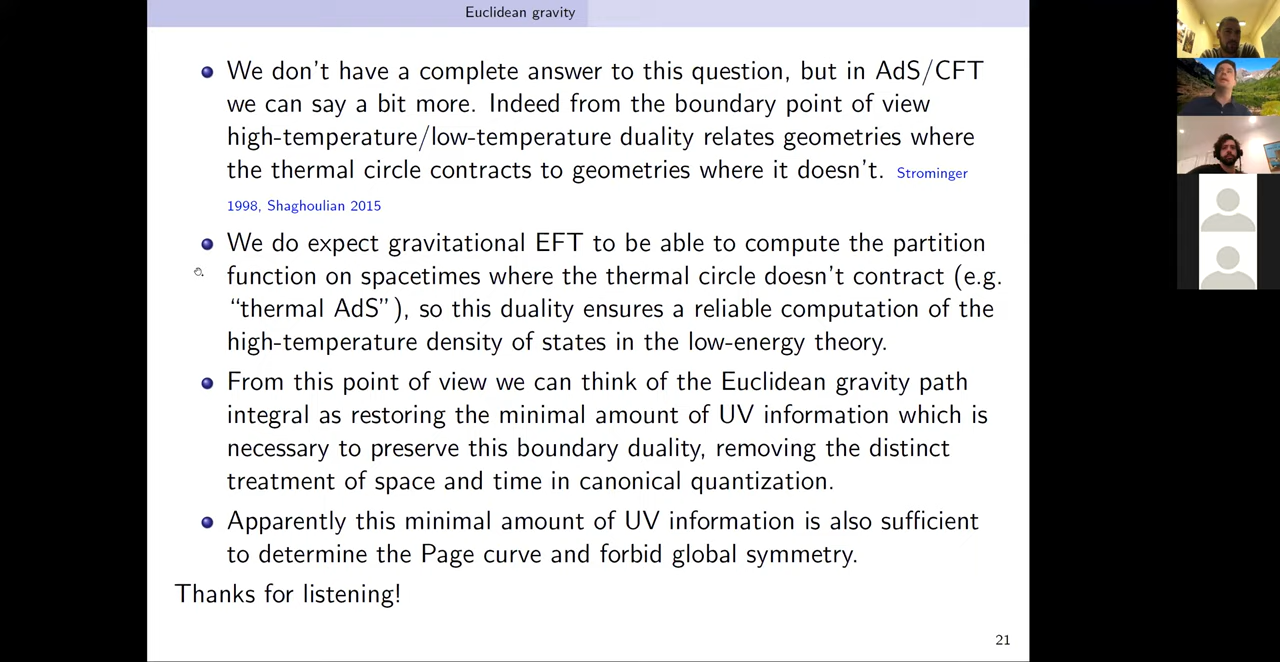 Euclidean gravity
We don't have a complete answer to this question, but in AdS/CFT
we can say a bit more. Indeed from the boundary point of view
high-temperature/low-temperature duality relates geometries where
the thermal circle contracts to geometries where it doesn't. Strominger
1998, Shaghoulian 2015
We do expect gravitational EFT to be able to compute the partition
function on spacetimes where the thermal circle doesn't contract (e.g.
“thermal AdS”), so this duality ensures a reliable computation of the
high-temperature density of states in the low-energy theory.
From this point of view we can think of the Euclidean gravity path
integral as restoring the minimal amount of UV information which is
necessary to preserve this boundary duality, removing the distinct
treatment of space and time in canonical quantization.
Apparently this minimal amount of UV information is also sufficient
to determine the Page curve and forbid global symmetry.
Thanks for listening!
21